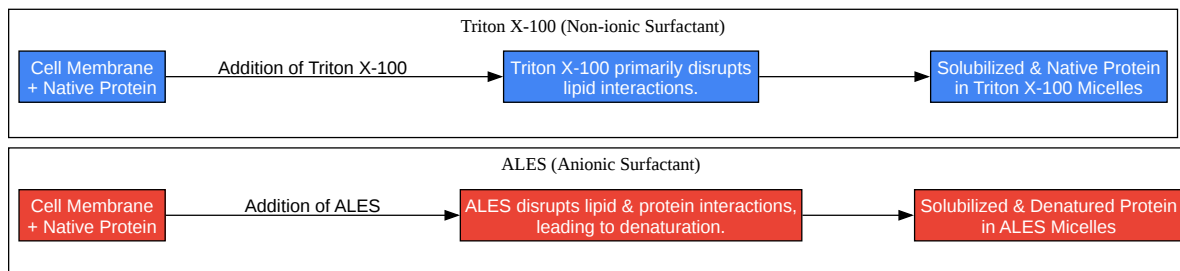 Triton X-100 (Non-ionic Surfactant)
Cell Membrane
+ Native Protein
Addition of Triton X-100
Triton X-100 primarily disrupts
lipid interactions.
Solubilized & Native Protein
in Triton X-100 Micelles
ALES (Anionic Surfactant)
Cell Membrane
+ Native Protein
Addition of ALES
ALES disrupts lipid & protein interactions,
leading to denaturation.
Solubilized & Denatured Protein
in ALES Micelles